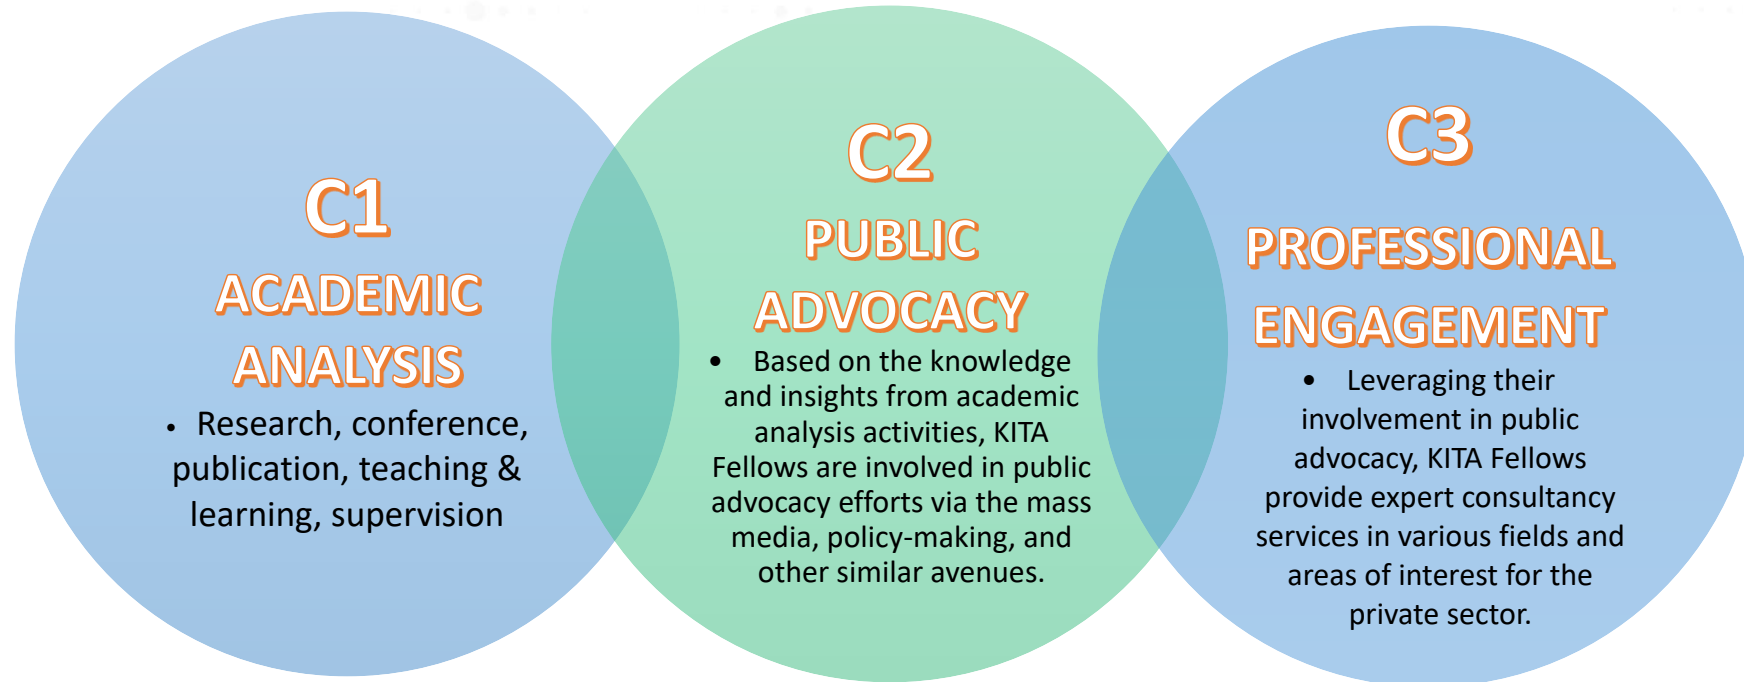 C1
ACADEMIC
ANALYSIS
• Research, conference,
publication, teaching &
learning, supervision
C2
PUBLIC
ADVOCACY
• Based on the knowledge
and insights from academic
analysis activities, KITA
Fellows are involved in public
advocacy efforts via the mass
media, policy-making, and
other similar avenues.
C3
PROFESSIONAL
ENGAGEMENT
• Leveraging their
involvement in public
advocacy, KITA Fellows
provide expert consultancy
services in various fields and
areas of interest for the
private sector.